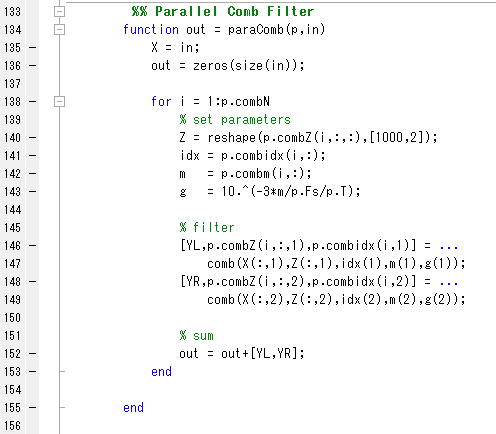 133 %% Parallel Comb Filter
134 function out = paraComb(p,in)
135 – X = in;
136 – out = zeros(size(in));
137
138 – for i = 1:p.combN
139 % set parameters
140 – Z = reshape(p.combZ(i,:,:),[1000,2]);
141 – idx = p.combidx(i,:);
142 – m   = p.combm(i,:);
143 – g   = 10.^(-3*m/p.Fs/p.T);
144
145 % filter
146 – [YL,p.combZ(i,:,1),p.combidx(i,1)] = ...
147 comb(X(:,1),Z(:,1),idx(1),m(1),g(1));
148 – [YR,p.combZ(i,:,2),p.combidx(i,2)] = ...
149 comb(X(:,2),Z(:,2),idx(2),m(2),g(2));
150
151 % sum
152 – out = out+[YL,YR];
153 – end
154
155 – end
156